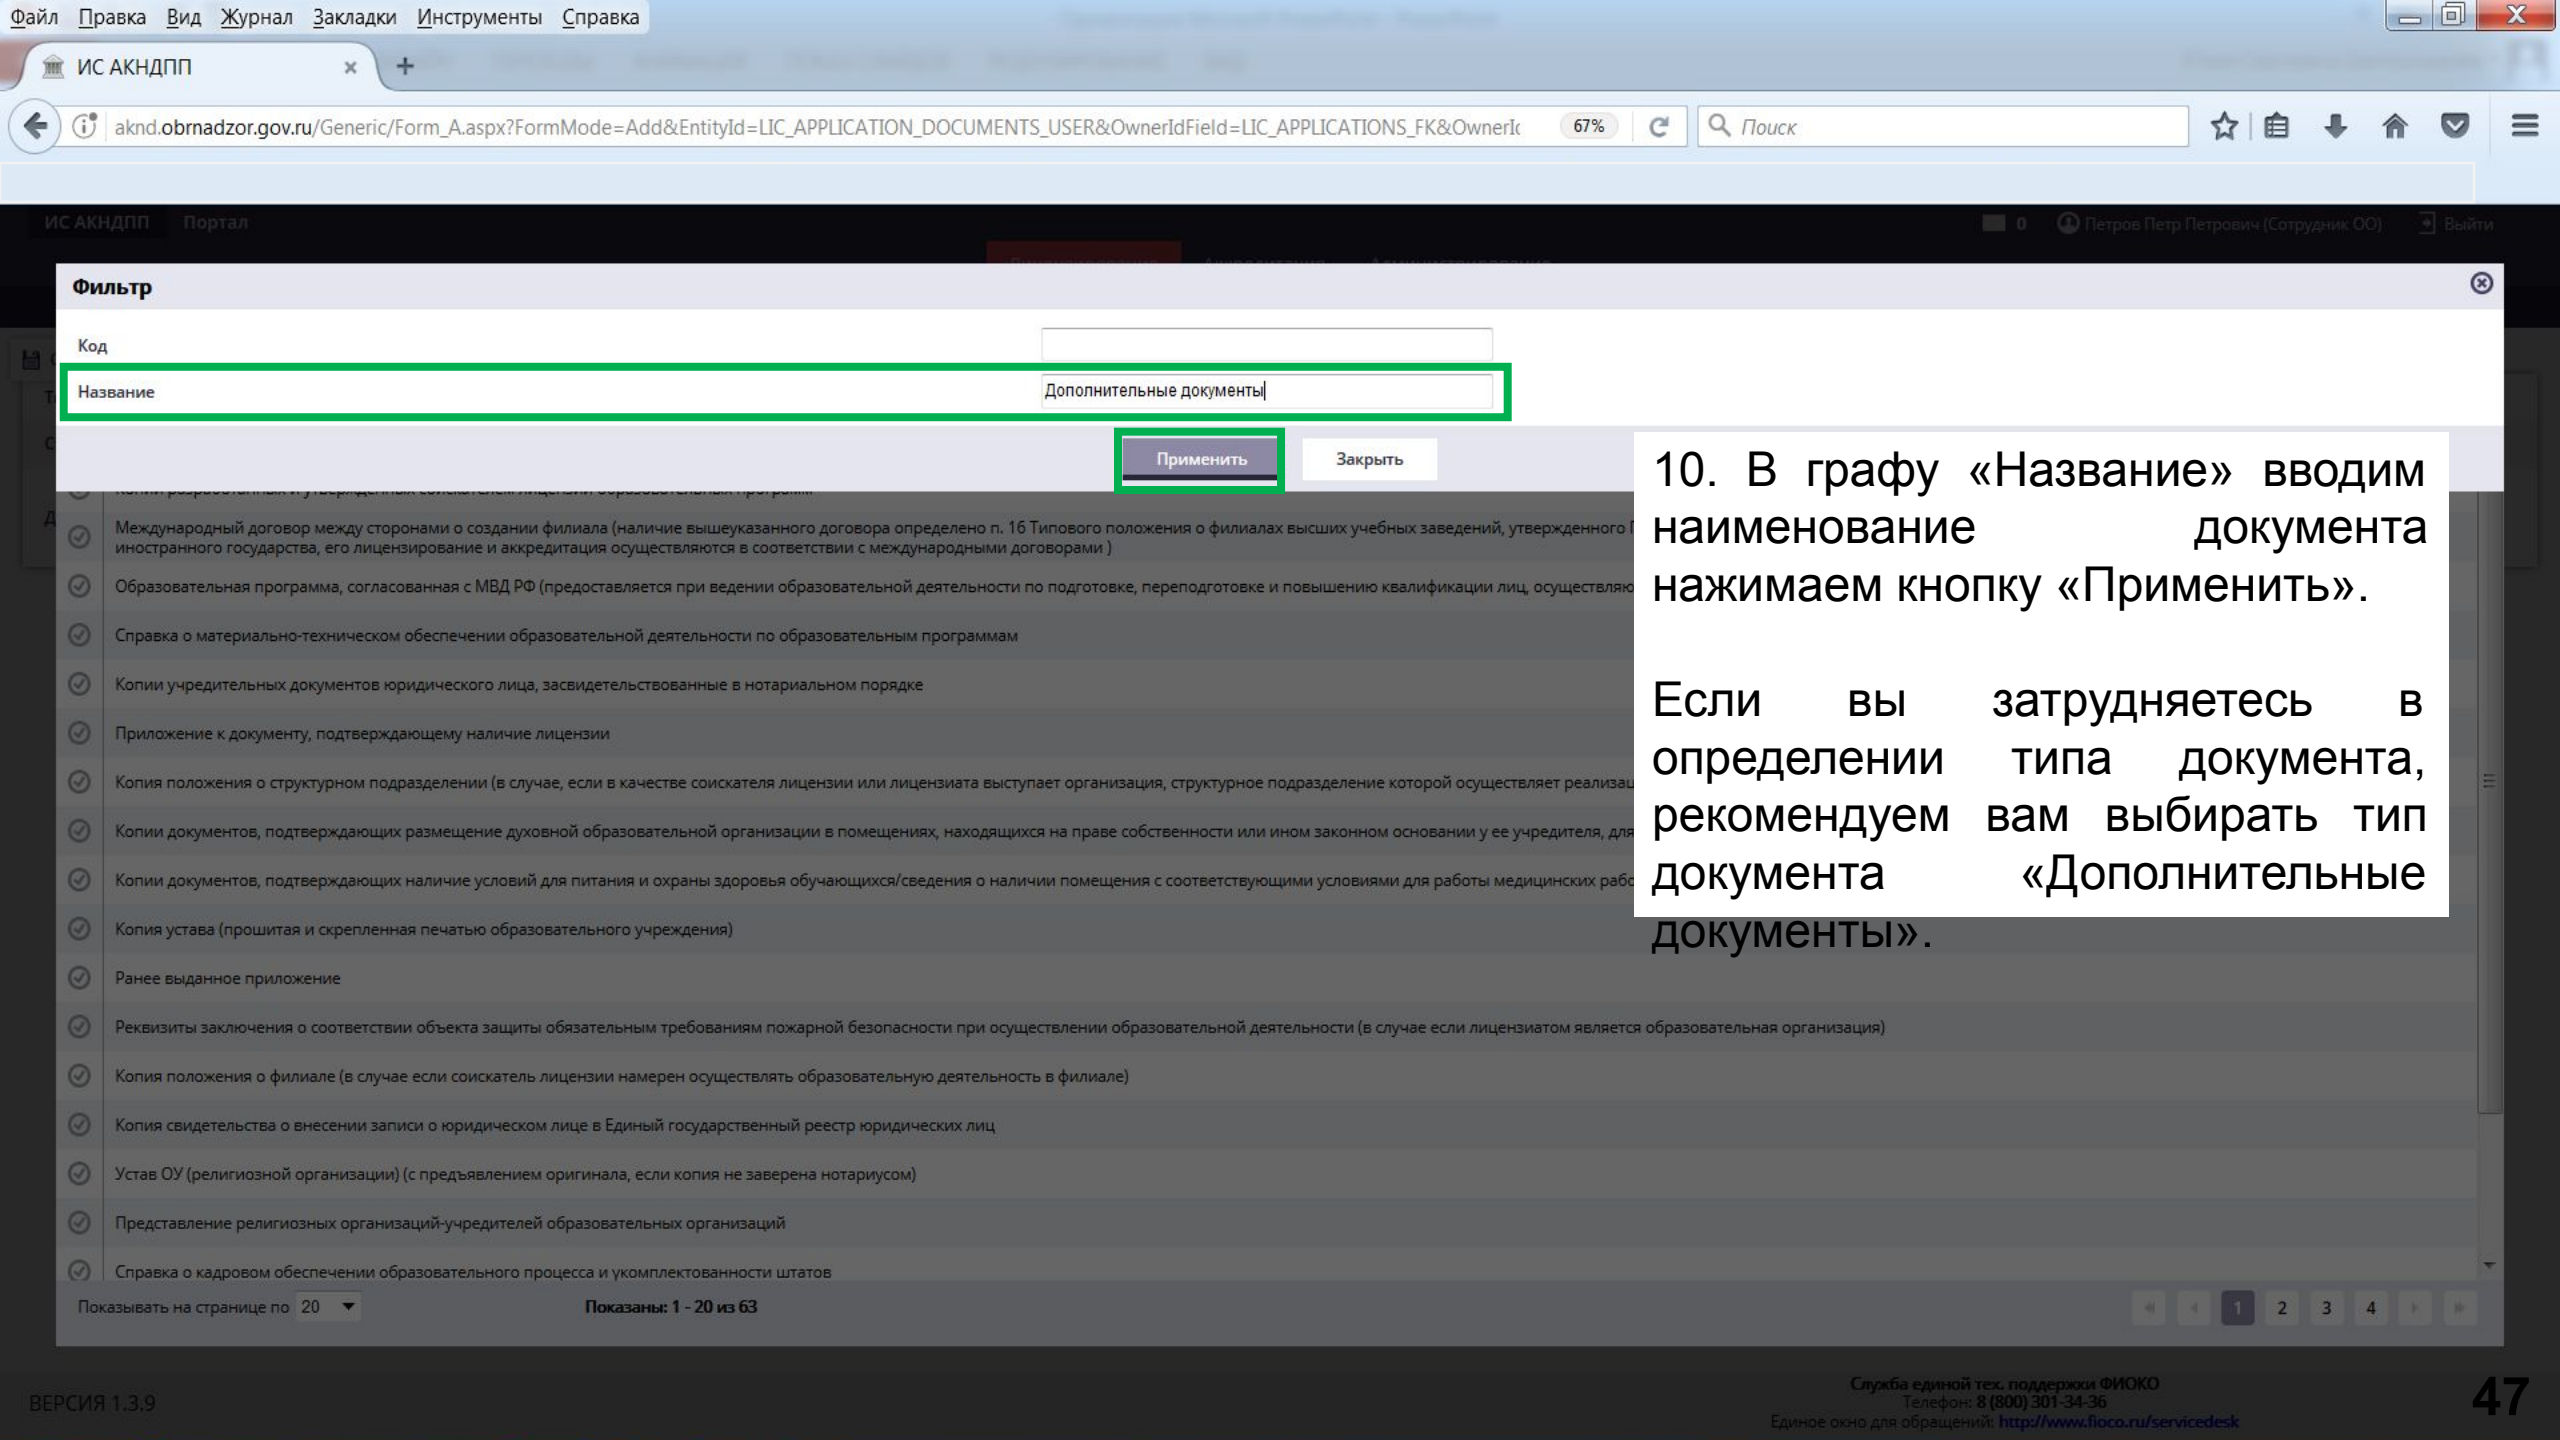 Файл Правка Вид Журнал Закладки Инструменты Справка
ИС АКНДПП
aknd.obrnadzor.gov.ru/Generic/Form_A.aspx?FormMode=Add&EntityId=LIC_APPLICATION_DOCUMENTS_USER&OwnerIdField=LIC_APPLICATIONS_FK&OwnerI
67%
Поиск
ИС АКНДПП Портал
0 Петров Петр Петрович (Сотрудник ОО) Выйти
Фильтр
Код
Название
Дополнительные документы
Применить Закрыть
10. В графу «Название» вводим
наименование документа
нажимаем кнопку «Применить».
Если вы затрудняетесь в
определении типа документа,
рекомендуем вам выбирать тип
документа «Дополнительные
документы».
Международный договор между сторонами о создании филиала (наличие вышеуказанного договора определено п. 16 Типового положения о филиалах высших учебных заведений, утвержденного
иностранного государства, его лицензирование и аккредитация осуществляются в соответствии с международными договорами )
Образовательная программа, согласованная с МВД РФ (предоставляется при ведении образовательной деятельности по подготовке, переподготовке и повышению квалификации лиц, осуществляю
Справка о материально-техническом обеспечении образовательной деятельности по образовательным программам
Копии учредительных документов юридического лица, засвидетельствованные в нотариальном порядке
Приложение к документу, подтверждающему наличие лицензии
Копия положения о структурном подразделении (в случае, если в качестве соискателя лицензии или лицензиата выступает организация, структурное подразделение которой осуществляет реализац
Копии документов, подтверждающих размещение духовной образовательной организации в помещениях, находящихся на праве собственности или ином законном основании у ее учредителя, для
Копии документов, подтверждающих наличие условий для питания и охраны здоровья обучающихся/сведения о наличии помещения с соответствующими условиями для работы медицинских рабо
Копия устава (прошитая и скрепленная печатью образовательного учреждения)
Ранее выданное приложение
Реквизиты заключения о соответствии объекта защиты обязательным требованиям пожарной безопасности при осуществлении образовательной деятельности (в случае если лицензиатом является образовательная организация)
Копия положения о филиале (в случае если соискатель лицензии намерен осуществлять образовательную деятельность в филиале)
Копия свидетельства о внесении записи о юридическом лице в Единый государственный реестр юридических лиц
Устав ОУ (религиозной организации) (с предъявлением оригинала, если копия не заверена нотариусом)
Представление религиозных организаций-учредителей образовательных организаций
Справка о кадровом обеспечении образовательного процесса и укомплектованности штатов
Показывать на странице по 20 Показаны: 1 - 20 из 63 1 2 3 4
ВЕРСИЯ 1.3.9
Служба единой тех. поддержки ФИОКО
Телефон: 8 (800) 301-34-36
Единое окно для обращений: http://www.fioco.ru/servicedesk
47